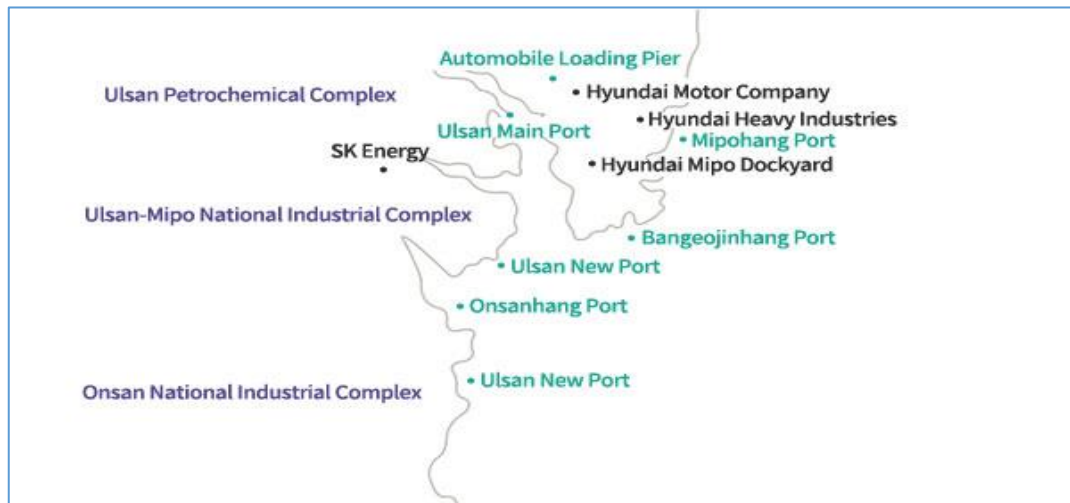 Automobile Loading Pier
Ulsan Petrochemical Complex
Hyundai Motor Company
Hyundai Heavy Industries
Ulsan Main Port
Mipohang Port
SK Energy
Hyundai Mipo Dockyard
Ulsan-Mipo National Industrial Complex
Bangeojinhang Port
Ulsan New Port
Onsanhang Port
Ulsan New Port
Onsan National Industrial Complex